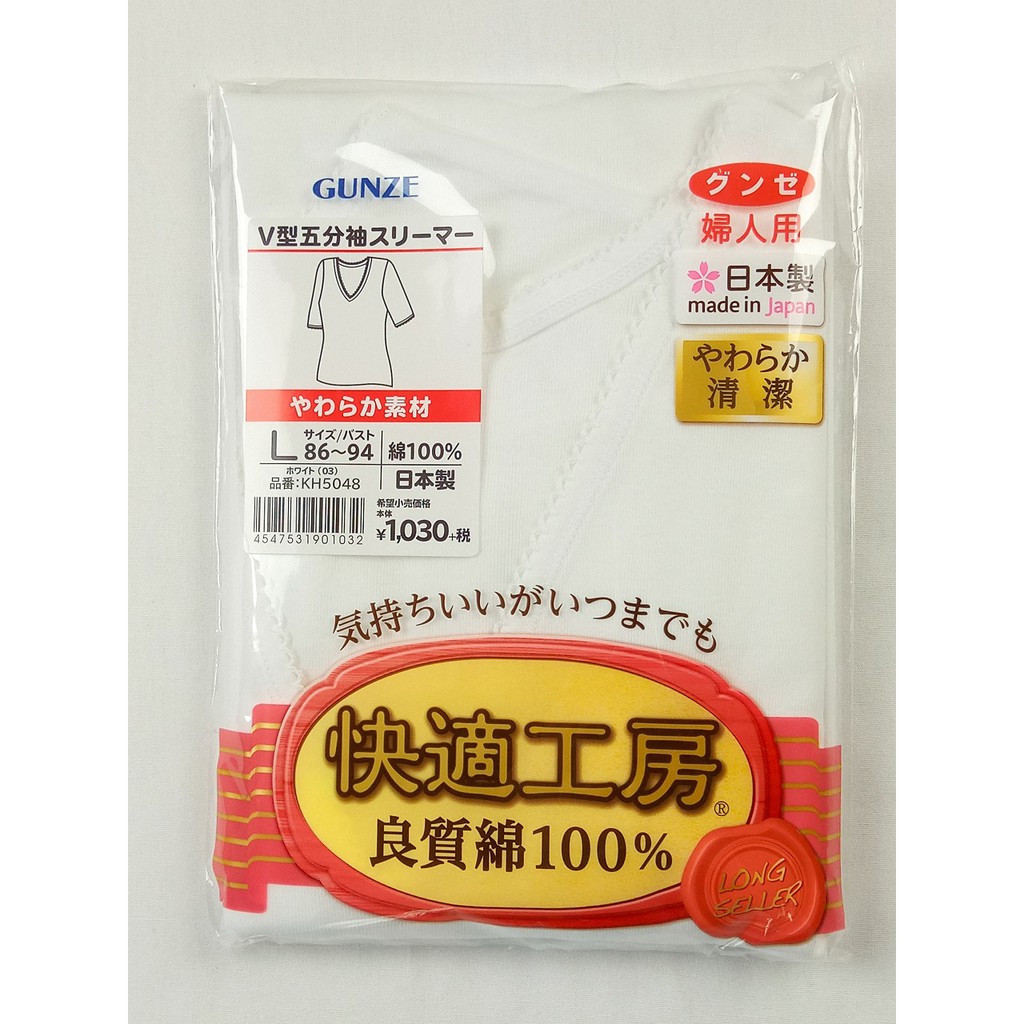 GUNZE
V型五分袖スリーマー
やわらか素材
L サイズ/バスト 86〜94 綿100%
ホワイト(03)
品番:KH5048 日本製
4547531901032
希望小売価格
本体
¥1,030+税
グンゼ
婦人用
日本製
made in Japan
やわらか
清潔
気持ちいいがいつまでも
快適工房®
良質綿100%
LONG
SELLER